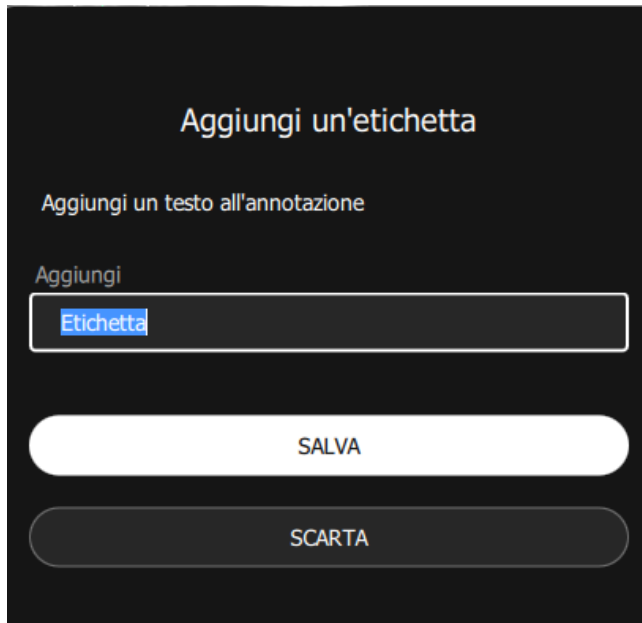 Aggiungi un'etichetta
Aggiungi un testo all'annotazione
Aggiungi
Etichetta
SALVA
SCARTA